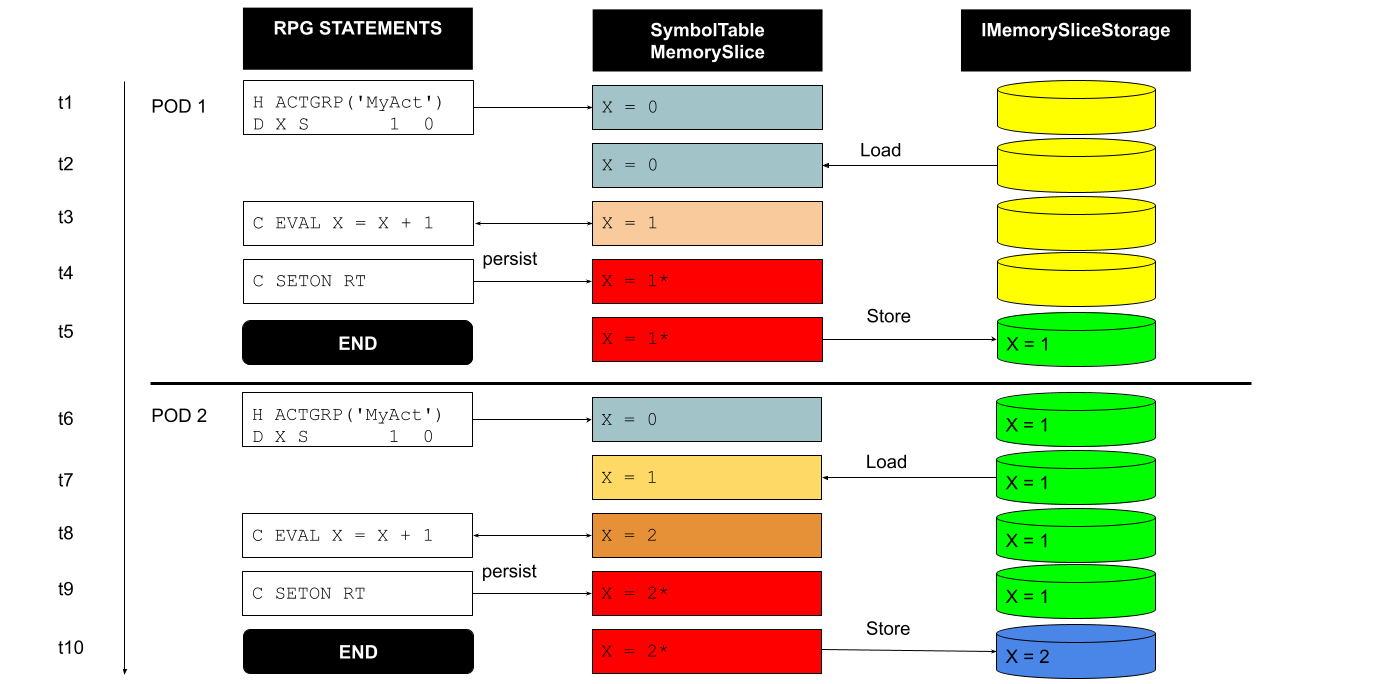 RPG STATEMENTS
SymbolTable
MemorySlice
IMemorySliceStorage
t1
POD 1
H ACTGRP('MyAct')
D X S       1  0
X = 0
t2
X = 0
Load
t3
C EVAL X = X + 1
X = 1
t4
C SETON RT
persist
X = 1*
t5
END
X = 1*
Store
X = 1
t6
POD 2
H ACTGRP('MyAct')
D X S       1  0
X = 0
X = 1
t7
X = 1
Load
X = 1
t8
C EVAL X = X + 1
X = 2
X = 1
t9
C SETON RT
persist
X = 2*
X = 1
t10
END
X = 2*
Store
X = 2